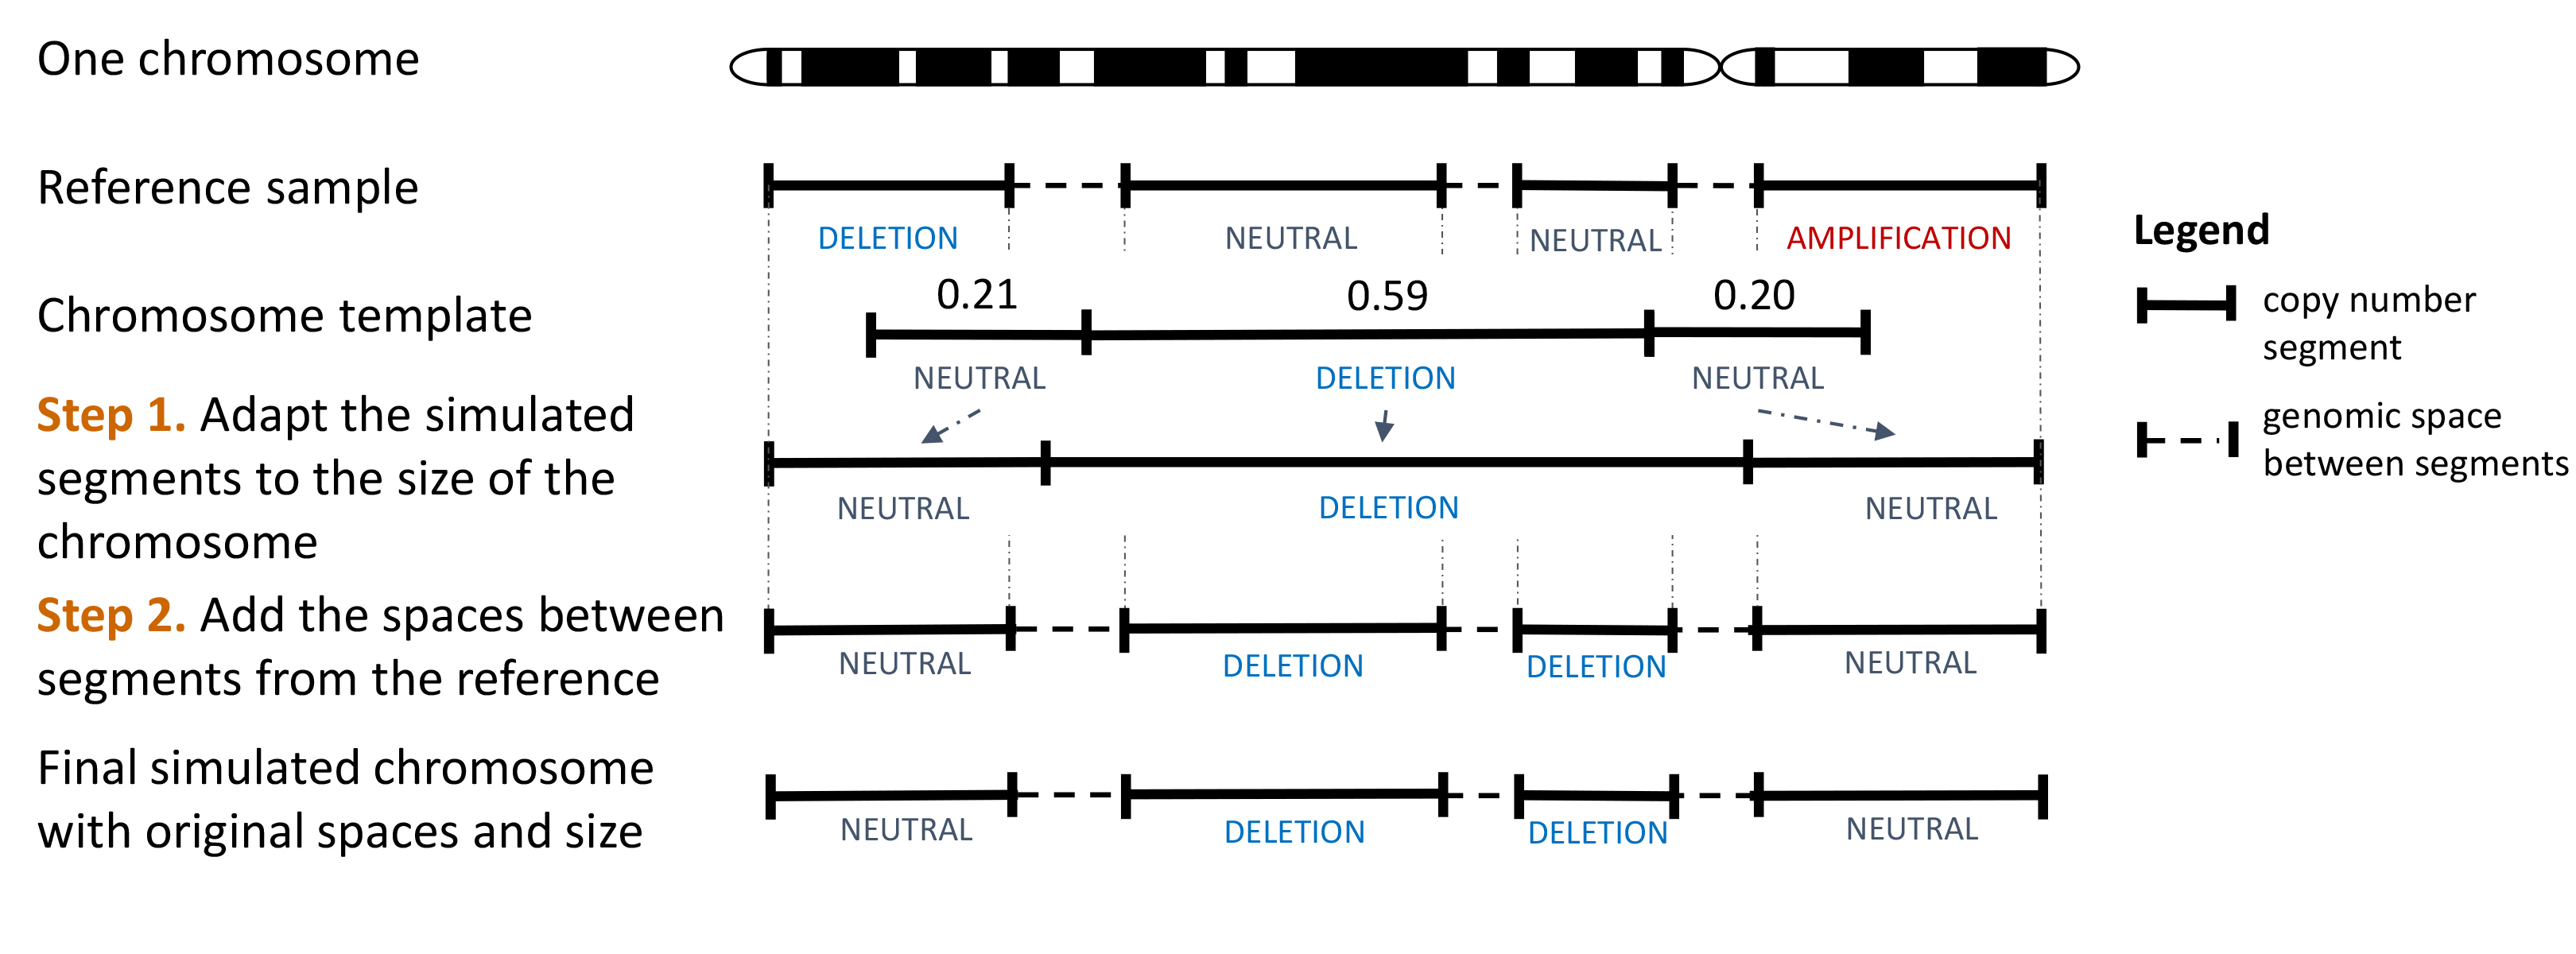 One chromosome
Reference sample
DELETION
NEUTRAL
NEUTRAL
AMPLIFICATION
Chromosome template
0.21
0.59
0.20
NEUTRAL
DELETION
NEUTRAL
Step 1. Adapt the simulated
segments to the size of the
chromosome
NEUTRAL
DELETION
NEUTRAL
Step 2. Add the spaces between
segments from the reference
NEUTRAL
DELETION
DELETION
NEUTRAL
Final simulated chromosome
with original spaces and size
NEUTRAL
DELETION
DELETION
NEUTRAL
Legend
copy number
segment
genomic space
between segments